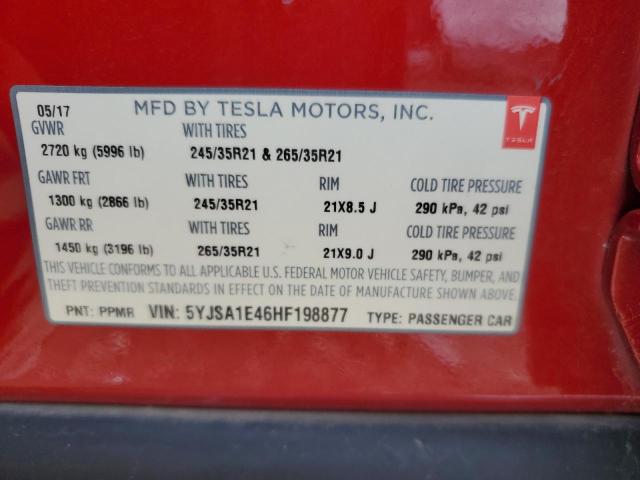 05/17 MFD BY TESLA MOTORS, INC.
GVWR WITH TIRES
TESLA
2720 kg (5996 lb) 245/35R21 & 265/35R21
GAWR FRT WITH TIRES RIM COLD TIRE PRESSURE
1300 kg (2866 lb) 245/35R21 21X8.5 J 290 kPa, 42 psi
GAWR RR WITH TIRES RIM COLD TIRE PRESSURE
1450 kg (3196 lb) 265/35R21 21X9.0 J 290 kPa, 42 psi
THIS VEHICLE CONFORMS TO ALL APPLICABLE U.S. FEDERAL MOTOR VEHICLE SAFETY, BUMPER, AND
THEFT PREVENTION STANDARDS IN EFFECT ON THE DATE OF MANUFACTURE SHOWN ABOVE.
PNT: PPMR VIN: 5YJSA1E46HF198877 TYPE: PASSENGER CAR